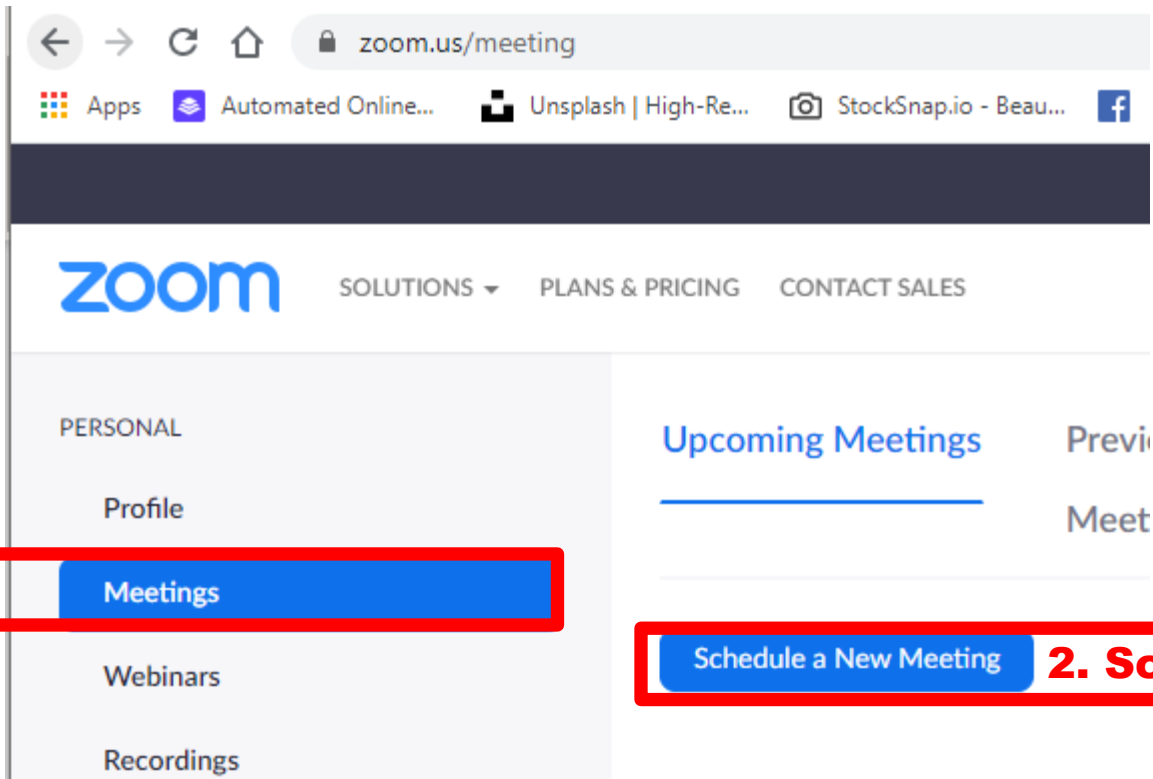 zoom.us/meeting
Apps Automated Online... Unsplash | High-Re... StockSnap.io - Beau...
zoom SOLUTIONS PLANS & PRICING CONTACT SALES
PERSONAL
Profile
Meetings
Webinars
Recordings
Upcoming Meetings
Schedule a New Meeting 2.